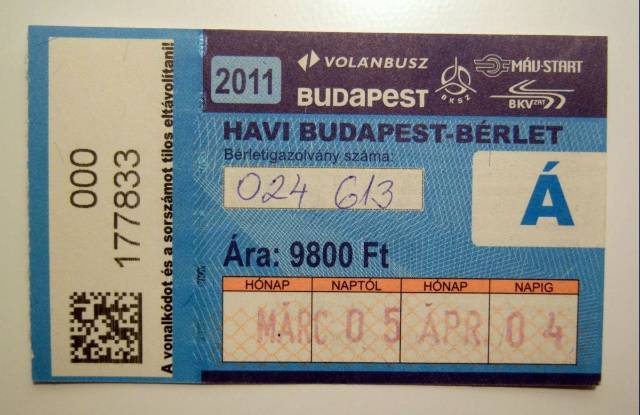 000
177833
A vonalkódot és a sorszámot tilos eltávolítani!
2011
VOLÁNBUSZ
BUDAPEST
BKSZ
MÁV-START
BKV ZRT
HAVI BUDAPEST-BÉRLET
Bérletigazolvány száma:
024 613
Á
Ára: 9800 Ft
HÓNAP NAPTÓL HÓNAP NAPIG
MÁRC 05 ÁPR. 04